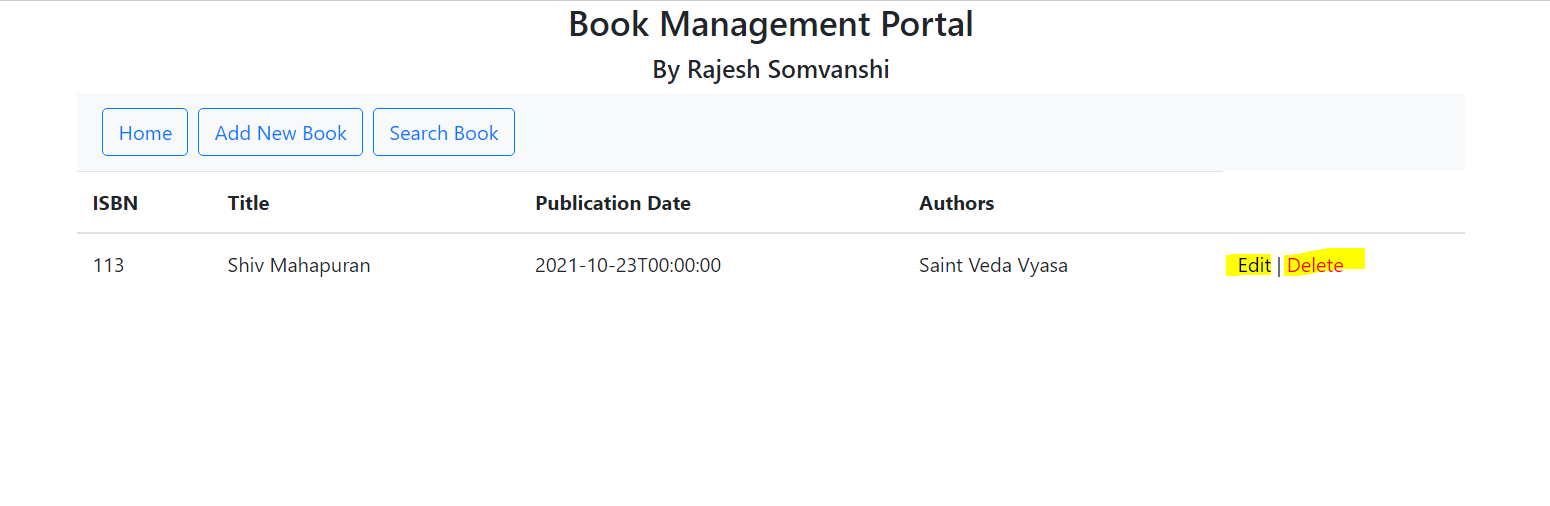 Book Management Portal
By Rajesh Somvanshi
Home Add New Book Search Book
ISBN Title Publication Date Authors
113 Shiv Mahapuran 2021-10-23T00:00:00 Saint Veda Vyasa Edit | Delete